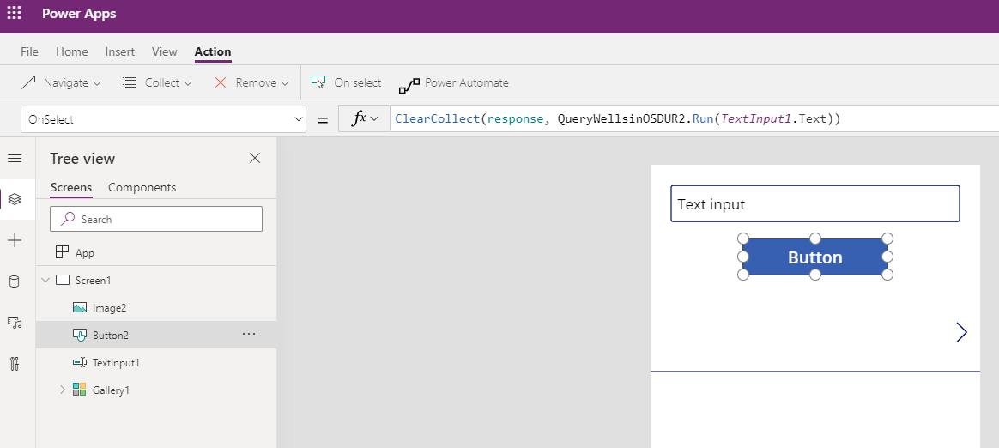 Power Apps
File Home Insert View Action
Navigate Collect Remove On select Power Automate
OnSelect = fx ClearCollect(response, QueryWellsinOSDUR2.Run(TextInput1.Text))
Tree view
Screens Components
Search
App
Screen1
Image2
Button2 ...
TextInput1
Gallery1
Text input
Button